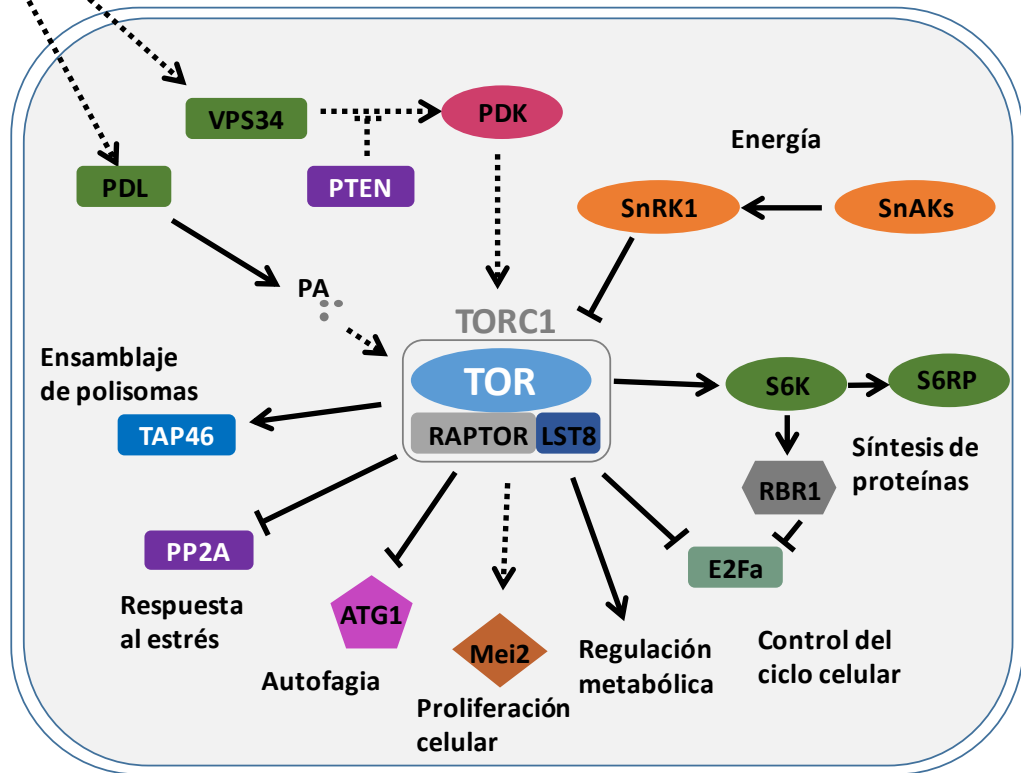 VPS34
PDK
PDL
PTEN
Energía
SnRK1
SnAKs
PA
TORC1
Ensamblaje
de polisomas
TAP46
TOR
RAPTOR
LST8
S6K
S6RP
RBR1
Síntesis de
proteínas
PP2A
E2Fa
Respuesta
al estrés
ATG1
Autofagia
Mei2
Proliferación
celular
Regulación
metabólica
Control del
ciclo celular